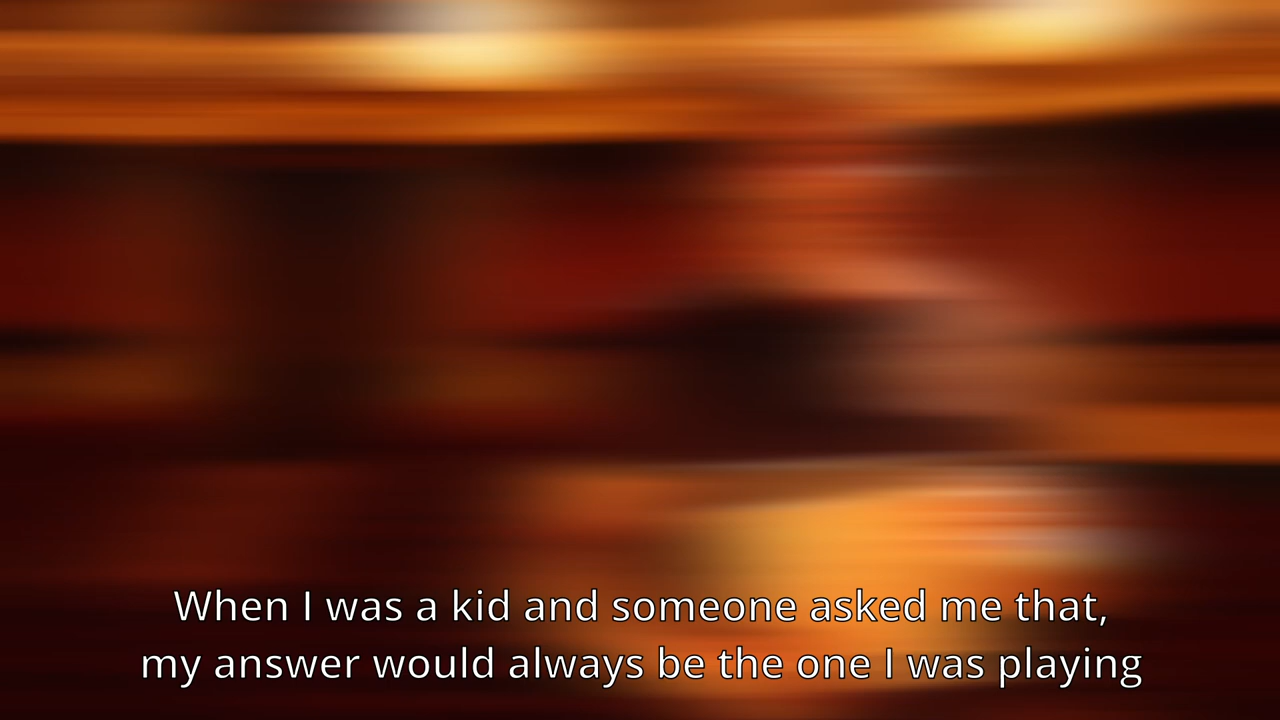 When I was a kid and someone asked me that,
my answer would always be the one I was playing